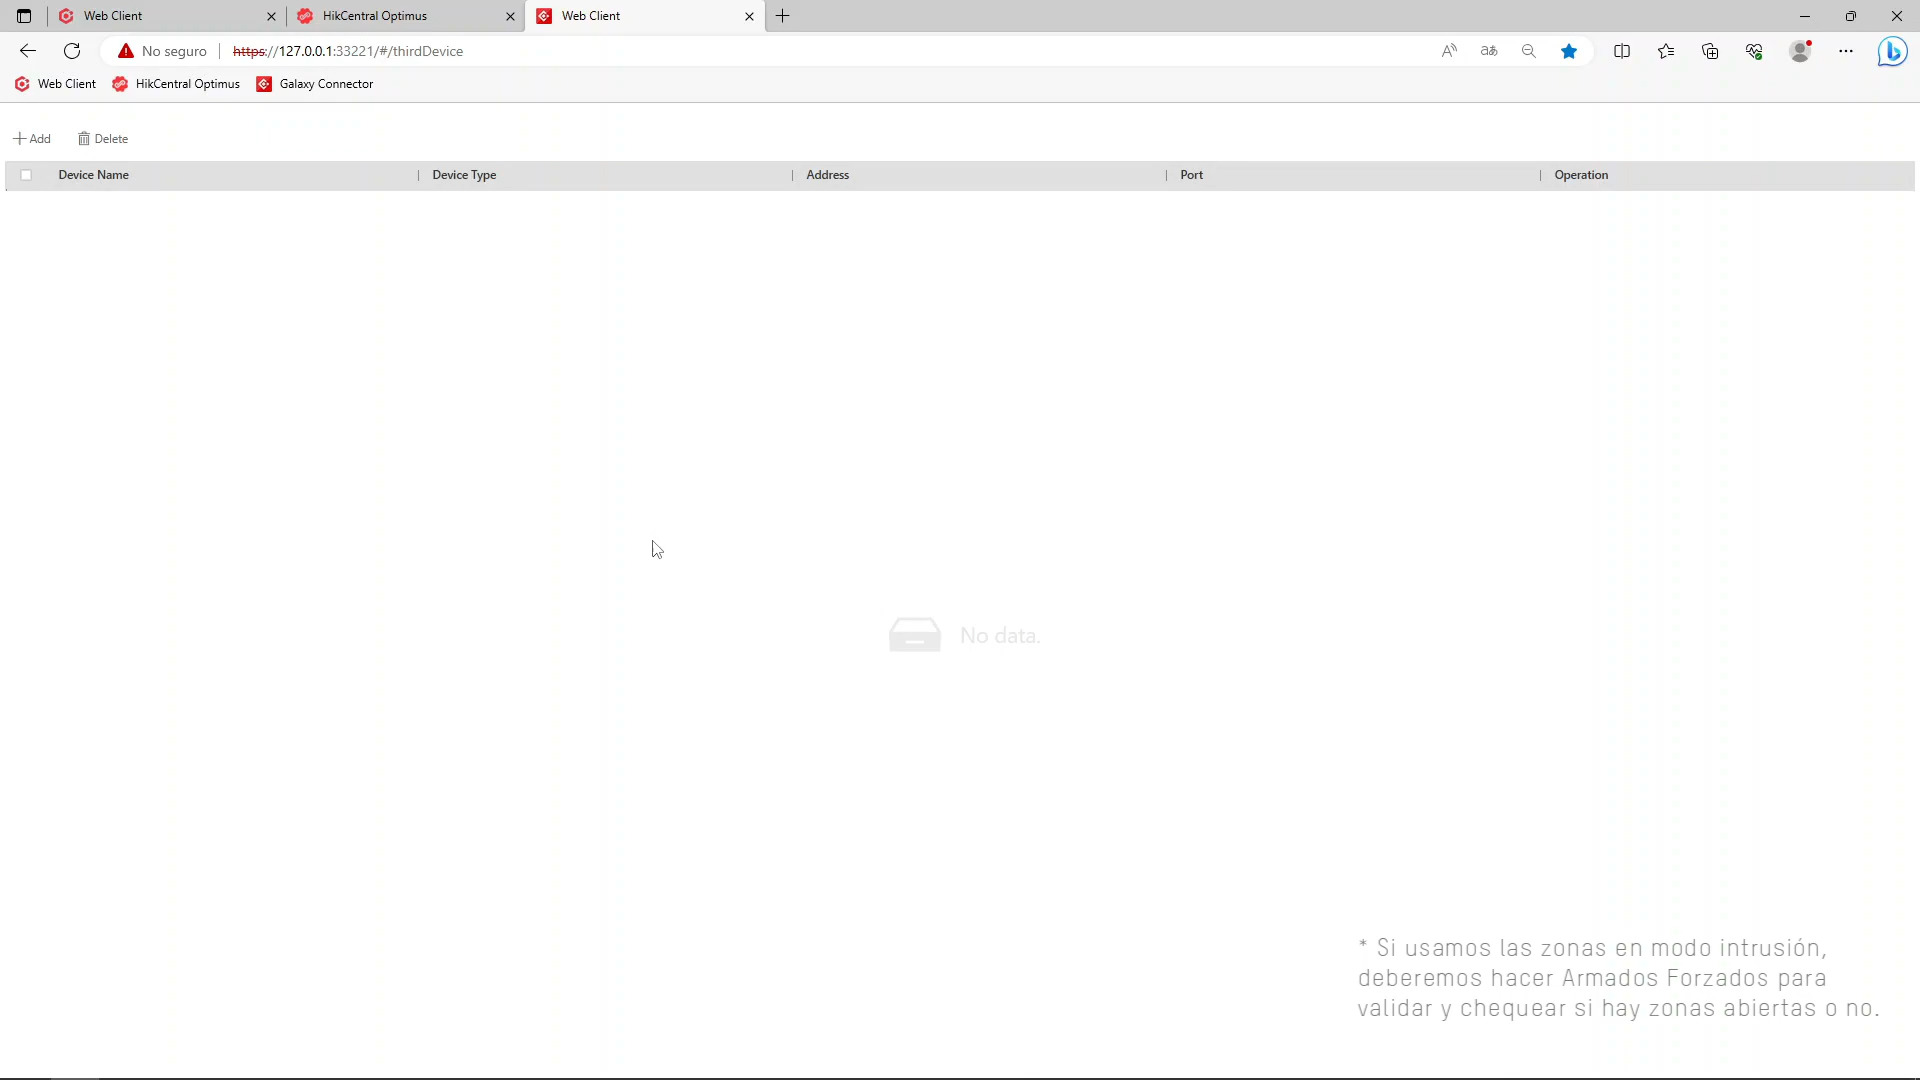 Web Client
HikCentral Optimus
Web Client
No seguro
https://127.0.0.1:33221/#/thirdDevice
Web Client
HikCentral Optimus
Galaxy Connector
Add
Delete
Device Name
Device Type
Address
Port
Operation
No data.
* Si usamos las zonas en modo intrusión,
deberemos hacer Armados Forzados para
validar y chequear si hay zonas abiertas o no.